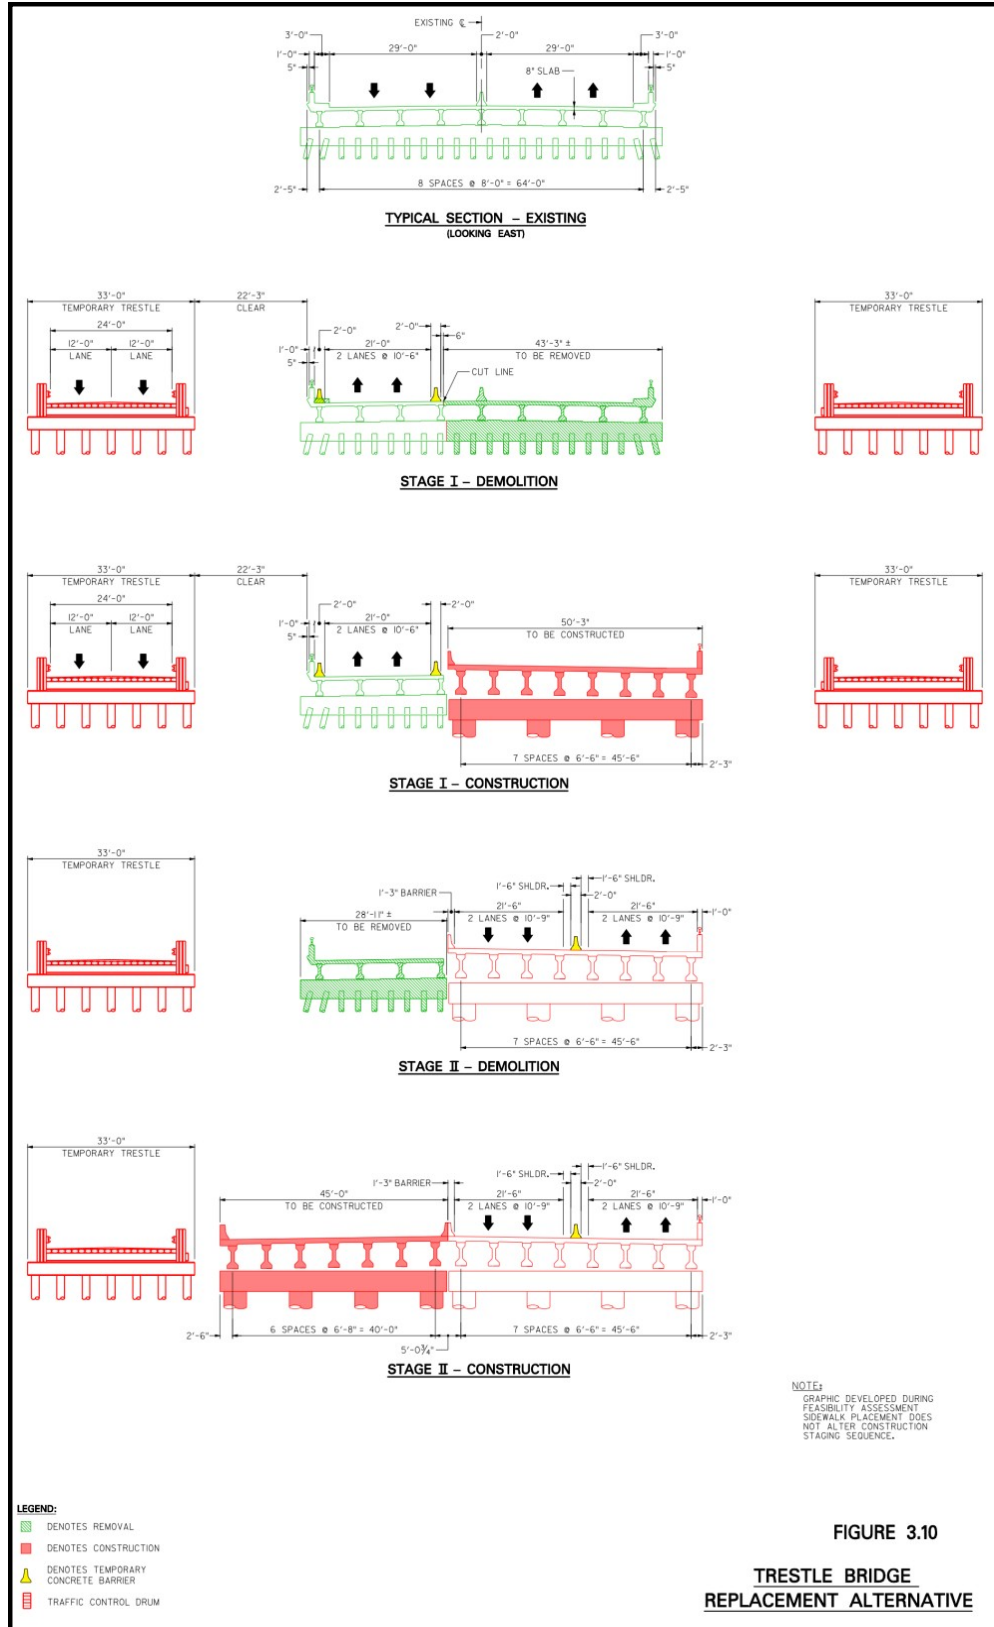 EXISTING ℄
3'-0" 2'-0" 3'-0"
1'-0" 29'-0" 29'-0" 1'-0"
5" 8" SLAB 5"
2'-5" 8 SPACES @ 8'-0" = 64'-0" 2'-5"
TYPICAL SECTION - EXISTING
(LOOKING EAST)
33'-0" 22'-3" 33'-0"
TEMPORARY TRESTLE CLEAR TEMPORARY TRESTLE
24'-0" 2'-0" 2'-0" 6"
12'-0" 12'-0" 1'-0" 21'-0" 43'-3" ±
LANE LANE 5" 2 LANES @ 10'-6" TO BE REMOVED
CUT LINE
STAGE I - DEMOLITION
33'-0" 22'-3" 33'-0"
TEMPORARY TRESTLE CLEAR TEMPORARY TRESTLE
24'-0" 2'-0" 2'-0"
12'-0" 12'-0" 1'-0" 21'-0" 50'-3"
LANE LANE 5" 2 LANES @ 10'-6" TO BE CONSTRUCTED
7 SPACES @ 6'-6" = 45'-6" 2'-3"
STAGE I - CONSTRUCTION
33'-0"
TEMPORARY TRESTLE
1'-6" SHLDR. 1'-6" SHLDR.
1'-3" BARRIER 2'-0"
28'-11" ± 21'-6" 21'-6" 1'-0"
TO BE REMOVED 2 LANES @ 10'-9" 2 LANES @ 10'-9"
7 SPACES @ 6'-6" = 45'-6" 2'-3"
STAGE II - DEMOLITION
33'-0"
TEMPORARY TRESTLE
1'-6" SHLDR. 1'-6" SHLDR.
1'-3" BARRIER 2'-0"
45'-0" 21'-6" 21'-6" 1'-0"
TO BE CONSTRUCTED 2 LANES @ 10'-9" 2 LANES @ 10'-9"
2'-6" 6 SPACES @ 6'-8" = 40'-0" 7 SPACES @ 6'-6" = 45'-6" 2'-3"
5'-0¾"
STAGE II - CONSTRUCTION
NOTE:
GRAPHIC DEVELOPED DURING
FEASIBILITY ASSESSMENT
SIDEWALK PLACEMENT DOES
NOT ALTER CONSTRUCTION
STAGING SEQUENCE.
LEGEND:
DENOTES REMOVAL
DENOTES CONSTRUCTION
DENOTES TEMPORARY
CONCRETE BARRIER
TRAFFIC CONTROL DRUM
FIGURE 3.10
TRESTLE BRIDGE
REPLACEMENT ALTERNATIVE